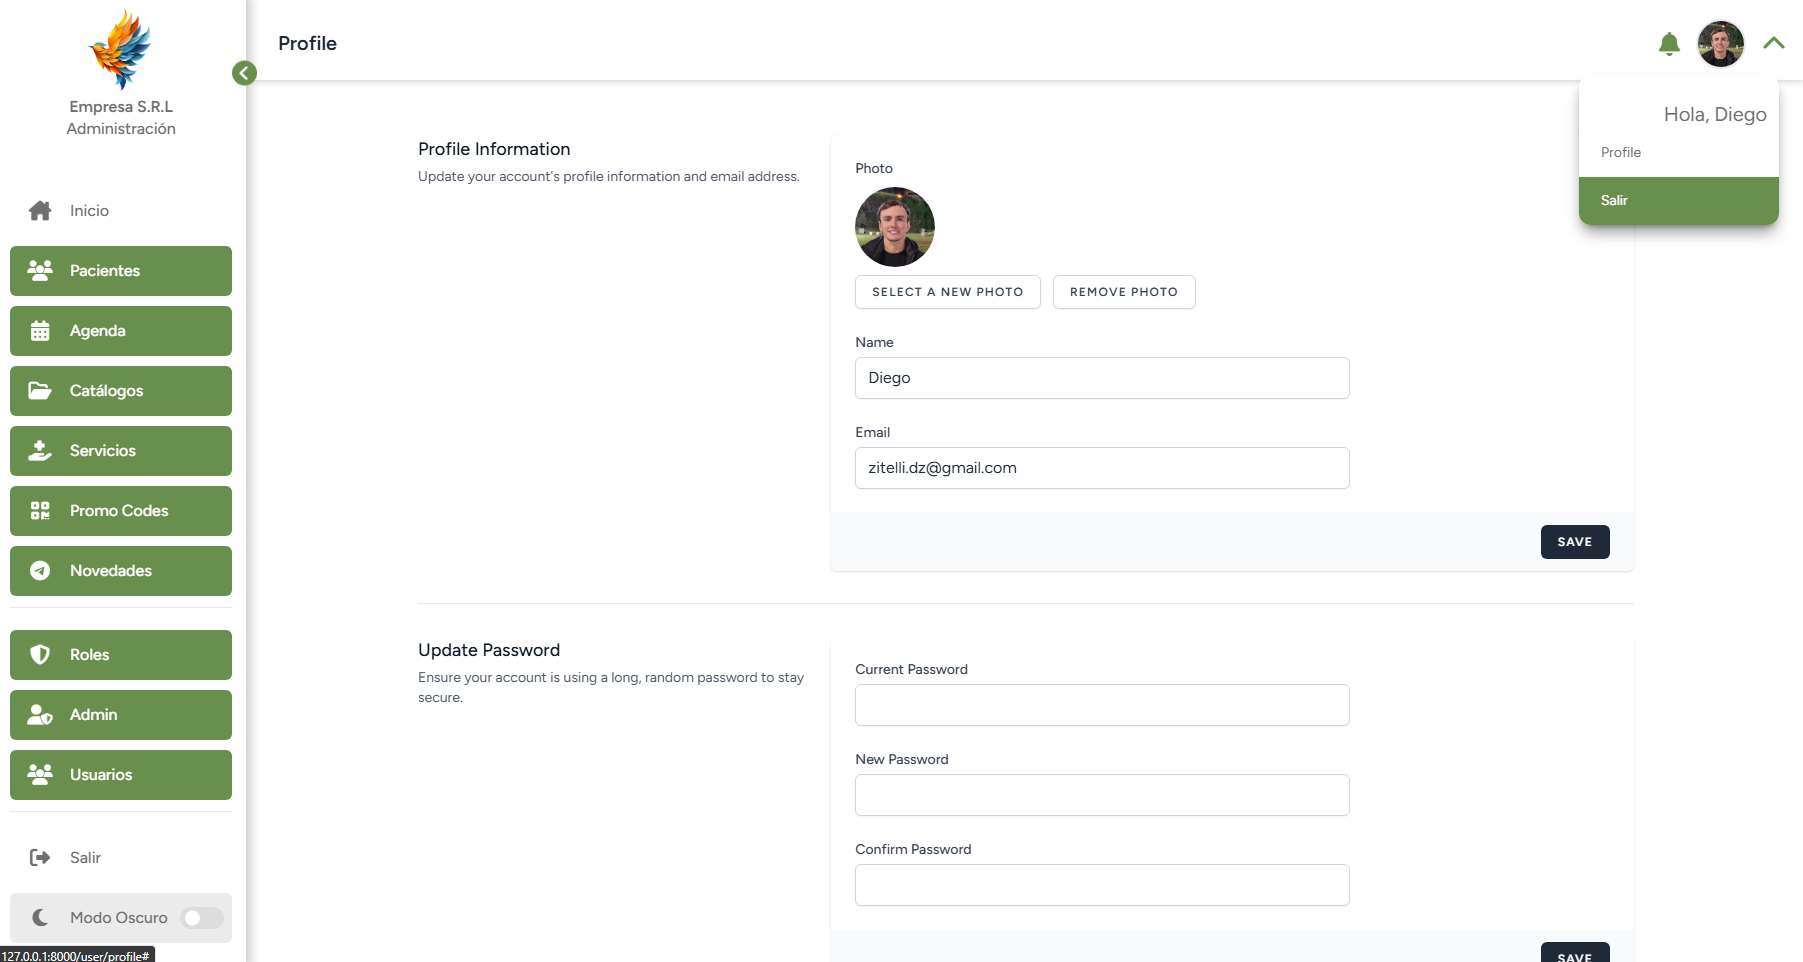 Empresa S.R.L
Administración
Inicio
Pacientes
Agenda
Catálogos
Servicios
Promo Codes
Novedades
Roles
Admin
Usuarios
Salir
Modo Oscuro
127.0.0.1:8000/user/profile#
Profile
Hola, Diego
Profile
Salir
Profile Information
Update your account's profile information and email address.
Photo
SELECT A NEW PHOTO
REMOVE PHOTO
Name
Diego
Email
zitelli.dz@gmail.com
SAVE
Update Password
Ensure your account is using a long, random password to stay
secure.
Current Password
New Password
Confirm Password
SAVE